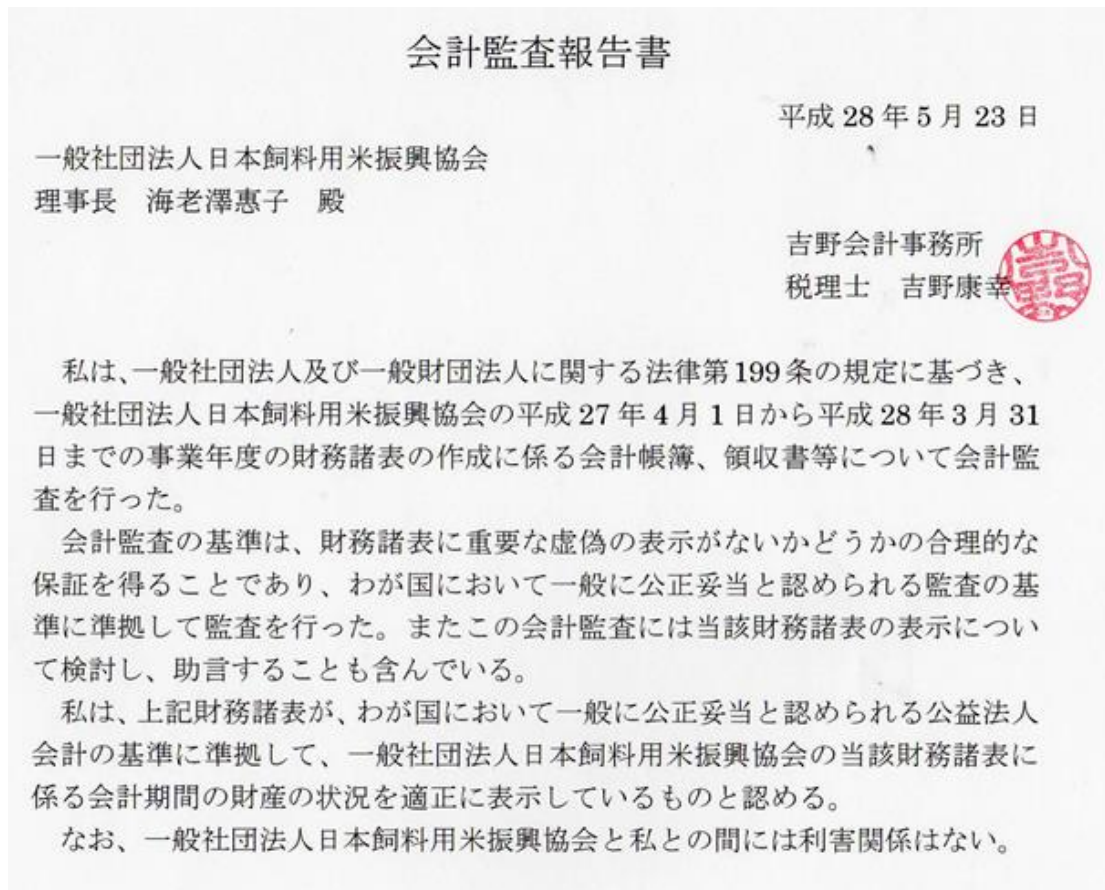 会計監査報告書
平成 28 年 5 月 23 日
一般社団法人日本飼料用米振興協会
理事長　海老澤惠子　殿
吉野会計事務所
税理士　吉野康幸
私は、一般社団法人及び一般財団法人に関する法律第199条の規定に基づき、
一般社団法人日本飼料用米振興協会の平成 27 年 4 月 1 日から平成 28 年 3 月 31
日までの事業年度の財務諸表の作成に係る会計帳簿、領収書等について会計監
査を行った。
会計監査の基準は、財務諸表に重要な虚偽の表示がないかどうかの合理的な
保証を得ることであり、わが国において一般に公正妥当と認められる監査の基
準に準拠して監査を行った。またこの会計監査には当該財務諸表の表示につい
て検討し、助言することも含んでいる。
私は、上記財務諸表が、わが国において一般に公正妥当と認められる公益法人
会計の基準に準拠して、一般社団法人日本飼料用米振興協会の当該財務諸表に
係る会計期間の財産の状況を適正に表示しているものと認める。
なお、一般社団法人日本飼料用米振興協会と私との間には利害関係はない。